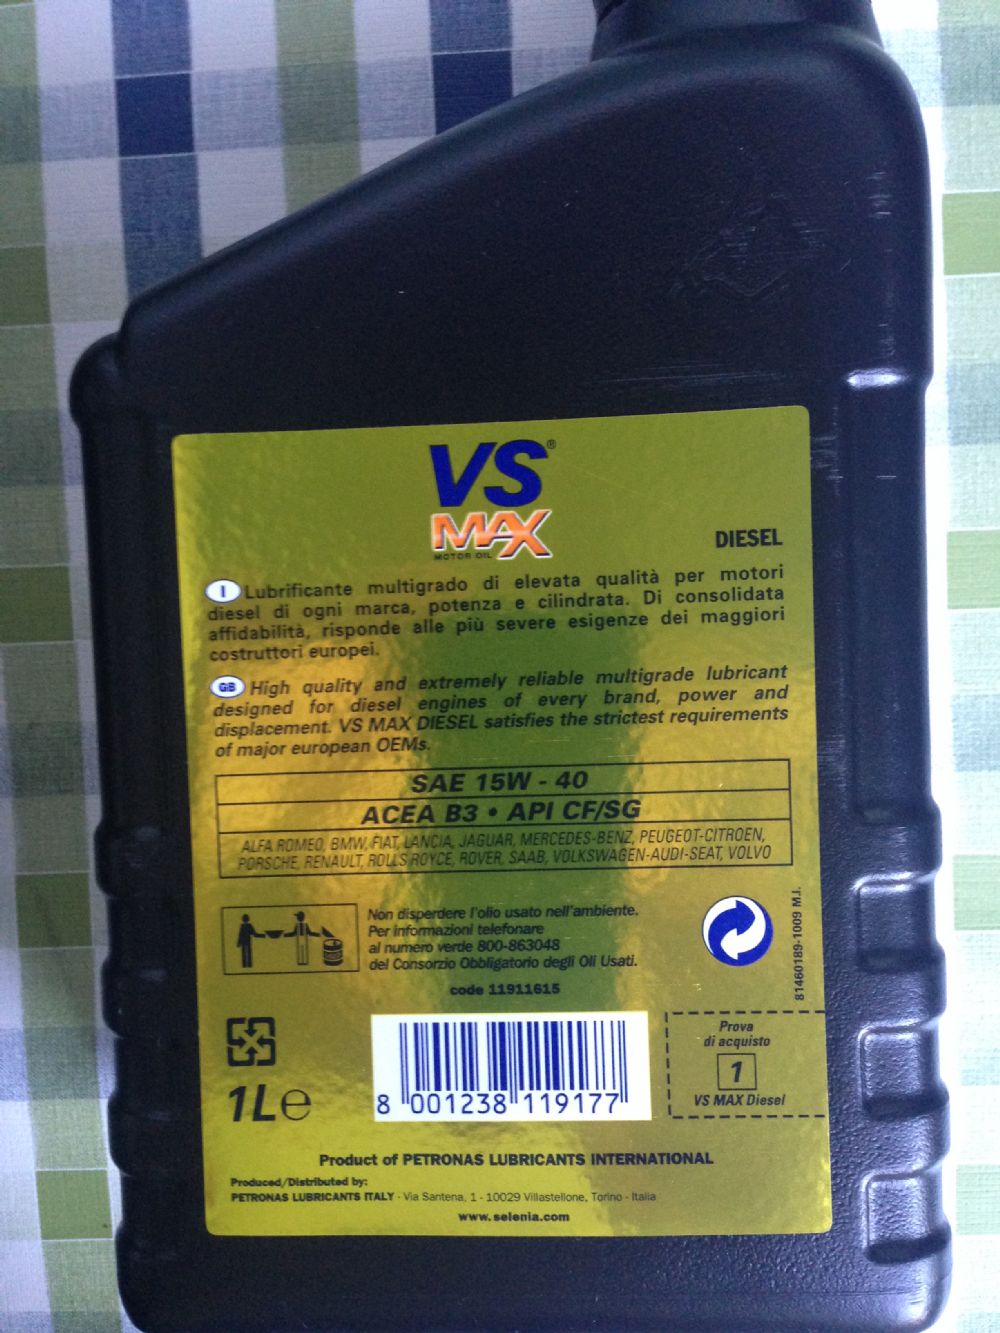 VS®
MAX
MOTOR OIL
DIESEL
I Lubrificante multigrado di elevata qualità per motori
diesel di ogni marca, potenza e cilindrata. Di consolidata
affidabilità, risponde alle più severe esigenze dei maggiori
costruttori europei.
GB High quality and extremely reliable multigrade lubricant
designed for diesel engines of every brand, power and
displacement. VS MAX DIESEL satisfies the strictest requirements
of major european OEMs.
SAE 15W - 40
ACEA B3 • API CF/SG
ALFA ROMEO, BMW, FIAT, LANCIA, JAGUAR, MERCEDES-BENZ, PEUGEOT-CITROEN,
PORSCHE, RENAULT, ROLLS ROYCE, ROVER, SAAB, VOLKSWAGEN-AUDI-SEAT, VOLVO
Non disperdere l'olio usato nell'ambiente.
Per informazioni telefonare
al numero verde 800-863048
del Consorzio Obbligatorio degli Oli Usati.
code 11911615
81460189-1009 M.I.
Prova
di acquisto
1
VS MAX Diesel
1L e
8 001238 119177
Product of PETRONAS LUBRICANTS INTERNATIONAL
Produced/Distributed by:
PETRONAS LUBRICANTS ITALY - Via Santena, 1 - 10029 Villastellone, Torino - Italia
www.selenia.com